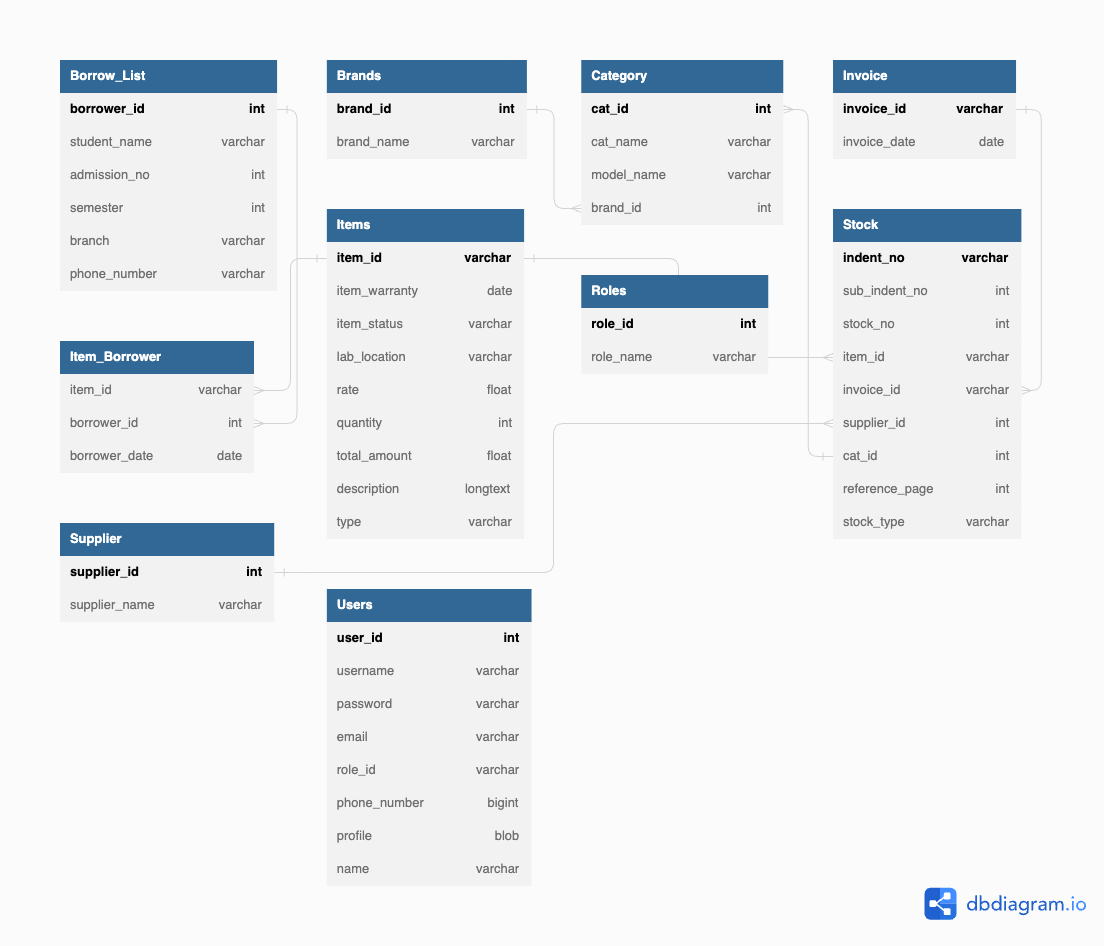 Borrow_List
borrower_id int
student_name varchar
admission_no int
semester int
branch varchar
phone_number varchar
Brands
brand_id int
brand_name varchar
Category
cat_id int
cat_name varchar
model_name varchar
brand_id int
Invoice
invoice_id varchar
invoice_date date
Items
item_id varchar
item_warranty date
item_status varchar
lab_location varchar
rate float
quantity int
total_amount float
description longtext
type varchar
Roles
role_id int
role_name varchar
Stock
indent_no varchar
sub_indent_no int
stock_no int
item_id varchar
invoice_id varchar
supplier_id int
cat_id int
reference_page int
stock_type varchar
Item_Borrower
item_id varchar
borrower_id int
borrower_date date
Supplier
supplier_id int
supplier_name varchar
Users
user_id int
username varchar
password varchar
email varchar
role_id varchar
phone_number bigint
profile blob
name varchar
dbdiagram.io